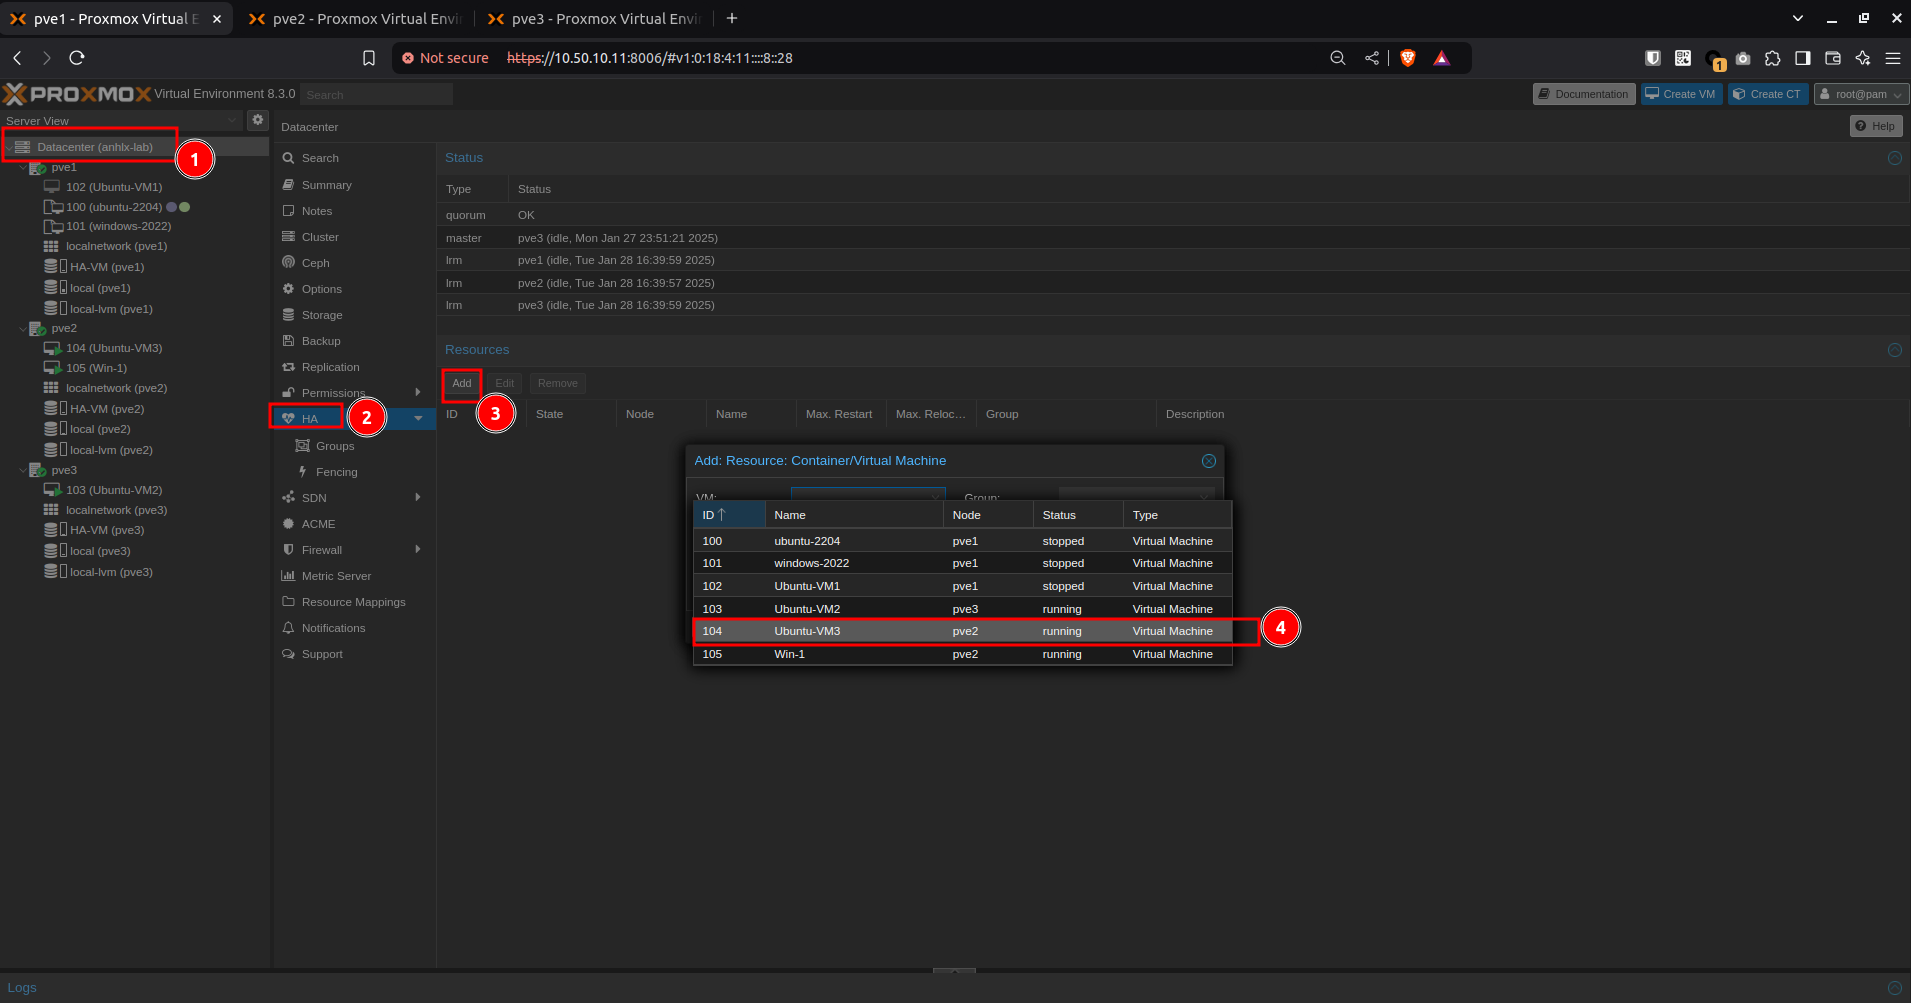 pve1 - Proxmox Virtual E
pve2 - Proxmox Virtual Envi
pve3 - Proxmox Virtual Envi
Not secure https://10.50.10.11:8006/#v1:0:18:4:11::::8::28
1
PROXMOX Virtual Environment 8.3.0 Search
Documentation Create VM Create CT root@pam
Server View
Datacenter (anhlx-lab)
1
pve1
102 (Ubuntu-VM1)
100 (ubuntu-2204)
101 (windows-2022)
localnetwork (pve1)
HA-VM (pve1)
local (pve1)
local-lvm (pve1)
pve2
104 (Ubuntu-VM3)
105 (Win-1)
localnetwork (pve2)
HA-VM (pve2)
local (pve2)
local-lvm (pve2)
pve3
103 (Ubuntu-VM2)
localnetwork (pve3)
HA-VM (pve3)
local (pve3)
local-lvm (pve3)
Datacenter
Help
Search
Summary
Notes
Cluster
Ceph
Options
Storage
Backup
Replication
Permissions
HA
2
Groups
Fencing
SDN
ACME
Firewall
Metric Server
Resource Mappings
Notifications
Support
Status
Type Status
quorum OK
master pve3 (idle, Mon Jan 27 23:51:21 2025)
lrm pve1 (idle, Tue Jan 28 16:39:59 2025)
lrm pve2 (idle, Tue Jan 28 16:39:57 2025)
lrm pve3 (idle, Tue Jan 28 16:39:59 2025)
Resources
Add Edit Remove
3
ID State Node Name Max. Restart Max. Reloc... Group Description
Add: Resource: Container/Virtual Machine
VM: Group:
ID Name Node Status Type
100 ubuntu-2204 pve1 stopped Virtual Machine
101 windows-2022 pve1 stopped Virtual Machine
102 Ubuntu-VM1 pve1 stopped Virtual Machine
103 Ubuntu-VM2 pve3 running Virtual Machine
104 Ubuntu-VM3 pve2 running Virtual Machine
4
105 Win-1 pve2 running Virtual Machine
Logs